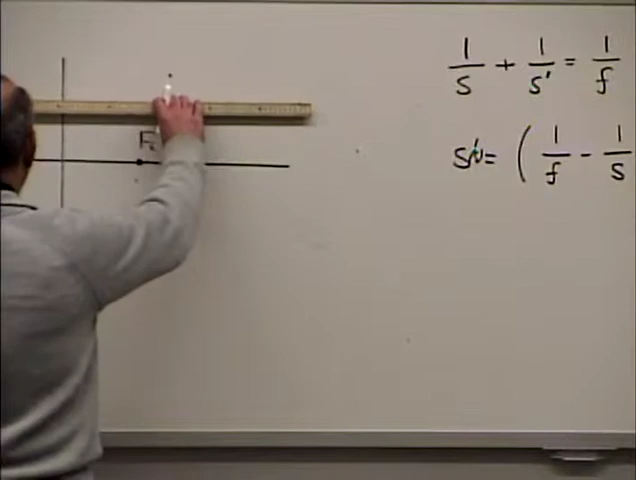 1/s + 1/s' = 1/f
s' = ( 1/f - 1/s
F